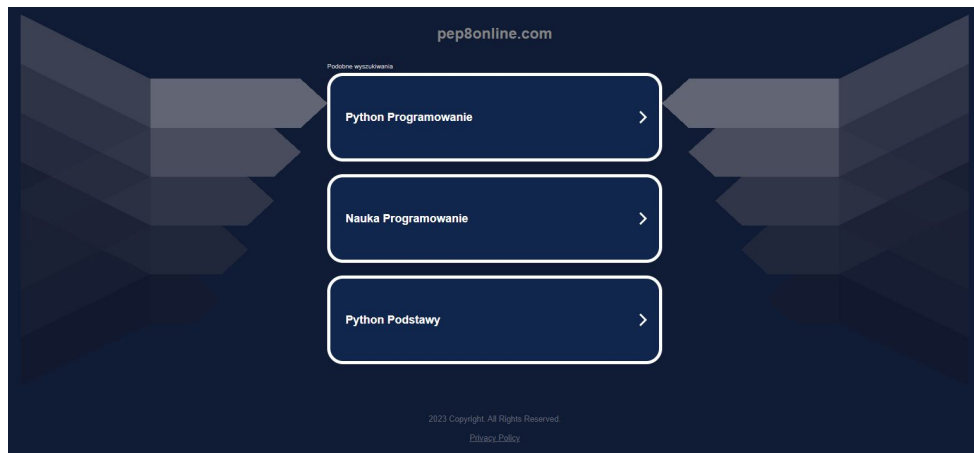 pep8online.com
Podobne wyszukiwania
Python Programowanie
Nauka Programowanie
Python Podstawy
2023 Copyright. All Rights Reserved.
Privacy Policy